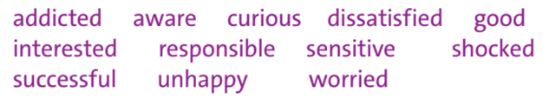 addicted aware curious dissatisfied good
interested responsible sensitive shocked
successful unhappy worried